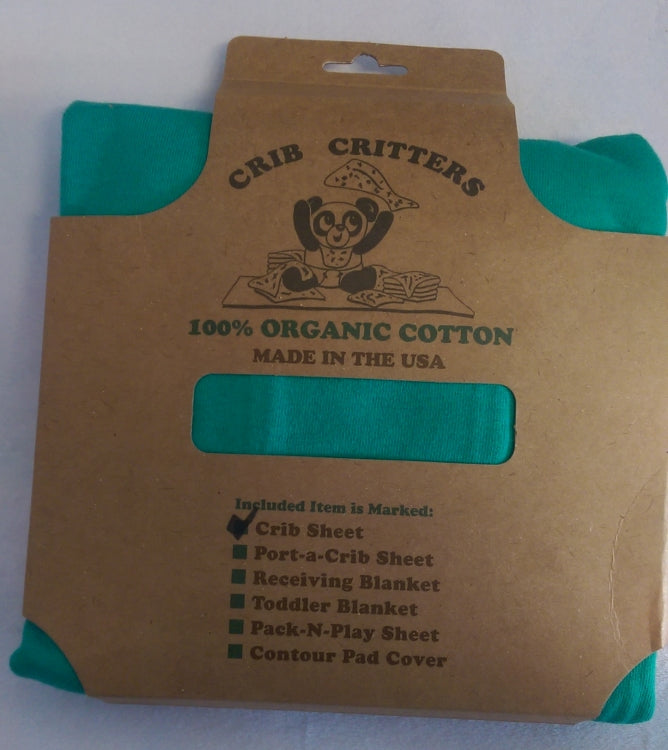 CRIB CRITTERS
100% ORGANIC COTTON
MADE IN THE USA
Included Item is Marked:
Crib Sheet
Port-a-Crib Sheet
Receiving Blanket
Toddler Blanket
Pack-N-Play Sheet
Contour Pad Cover